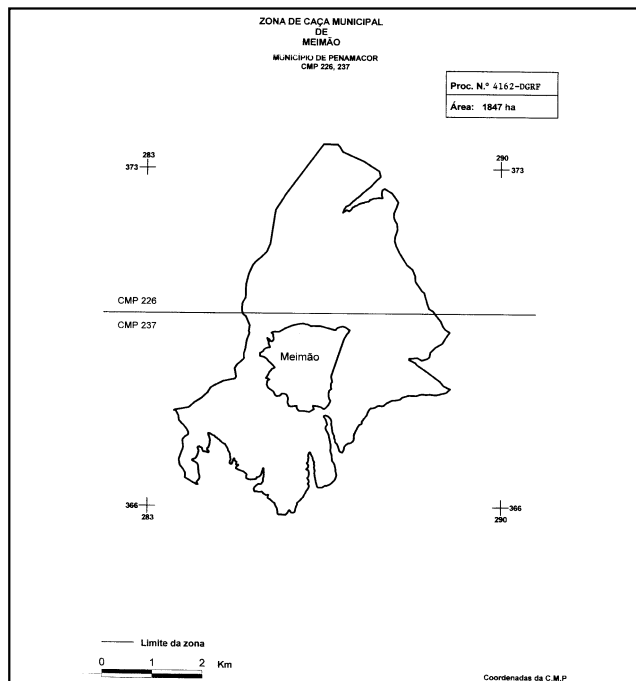 ZONA DE CAÇA MUNICIPAL
DE
MEIMÃO
MUNICÍPIO DE PENAMACOR
CMP 226, 237
Proc. N.º 4162-DGRF
Área: 1847 ha
283
373
290
373
CMP 226
CMP 237
Meimão
366
283
366
290
Limite da zona
0 1 2 Km
Coordenadas da C.M.P